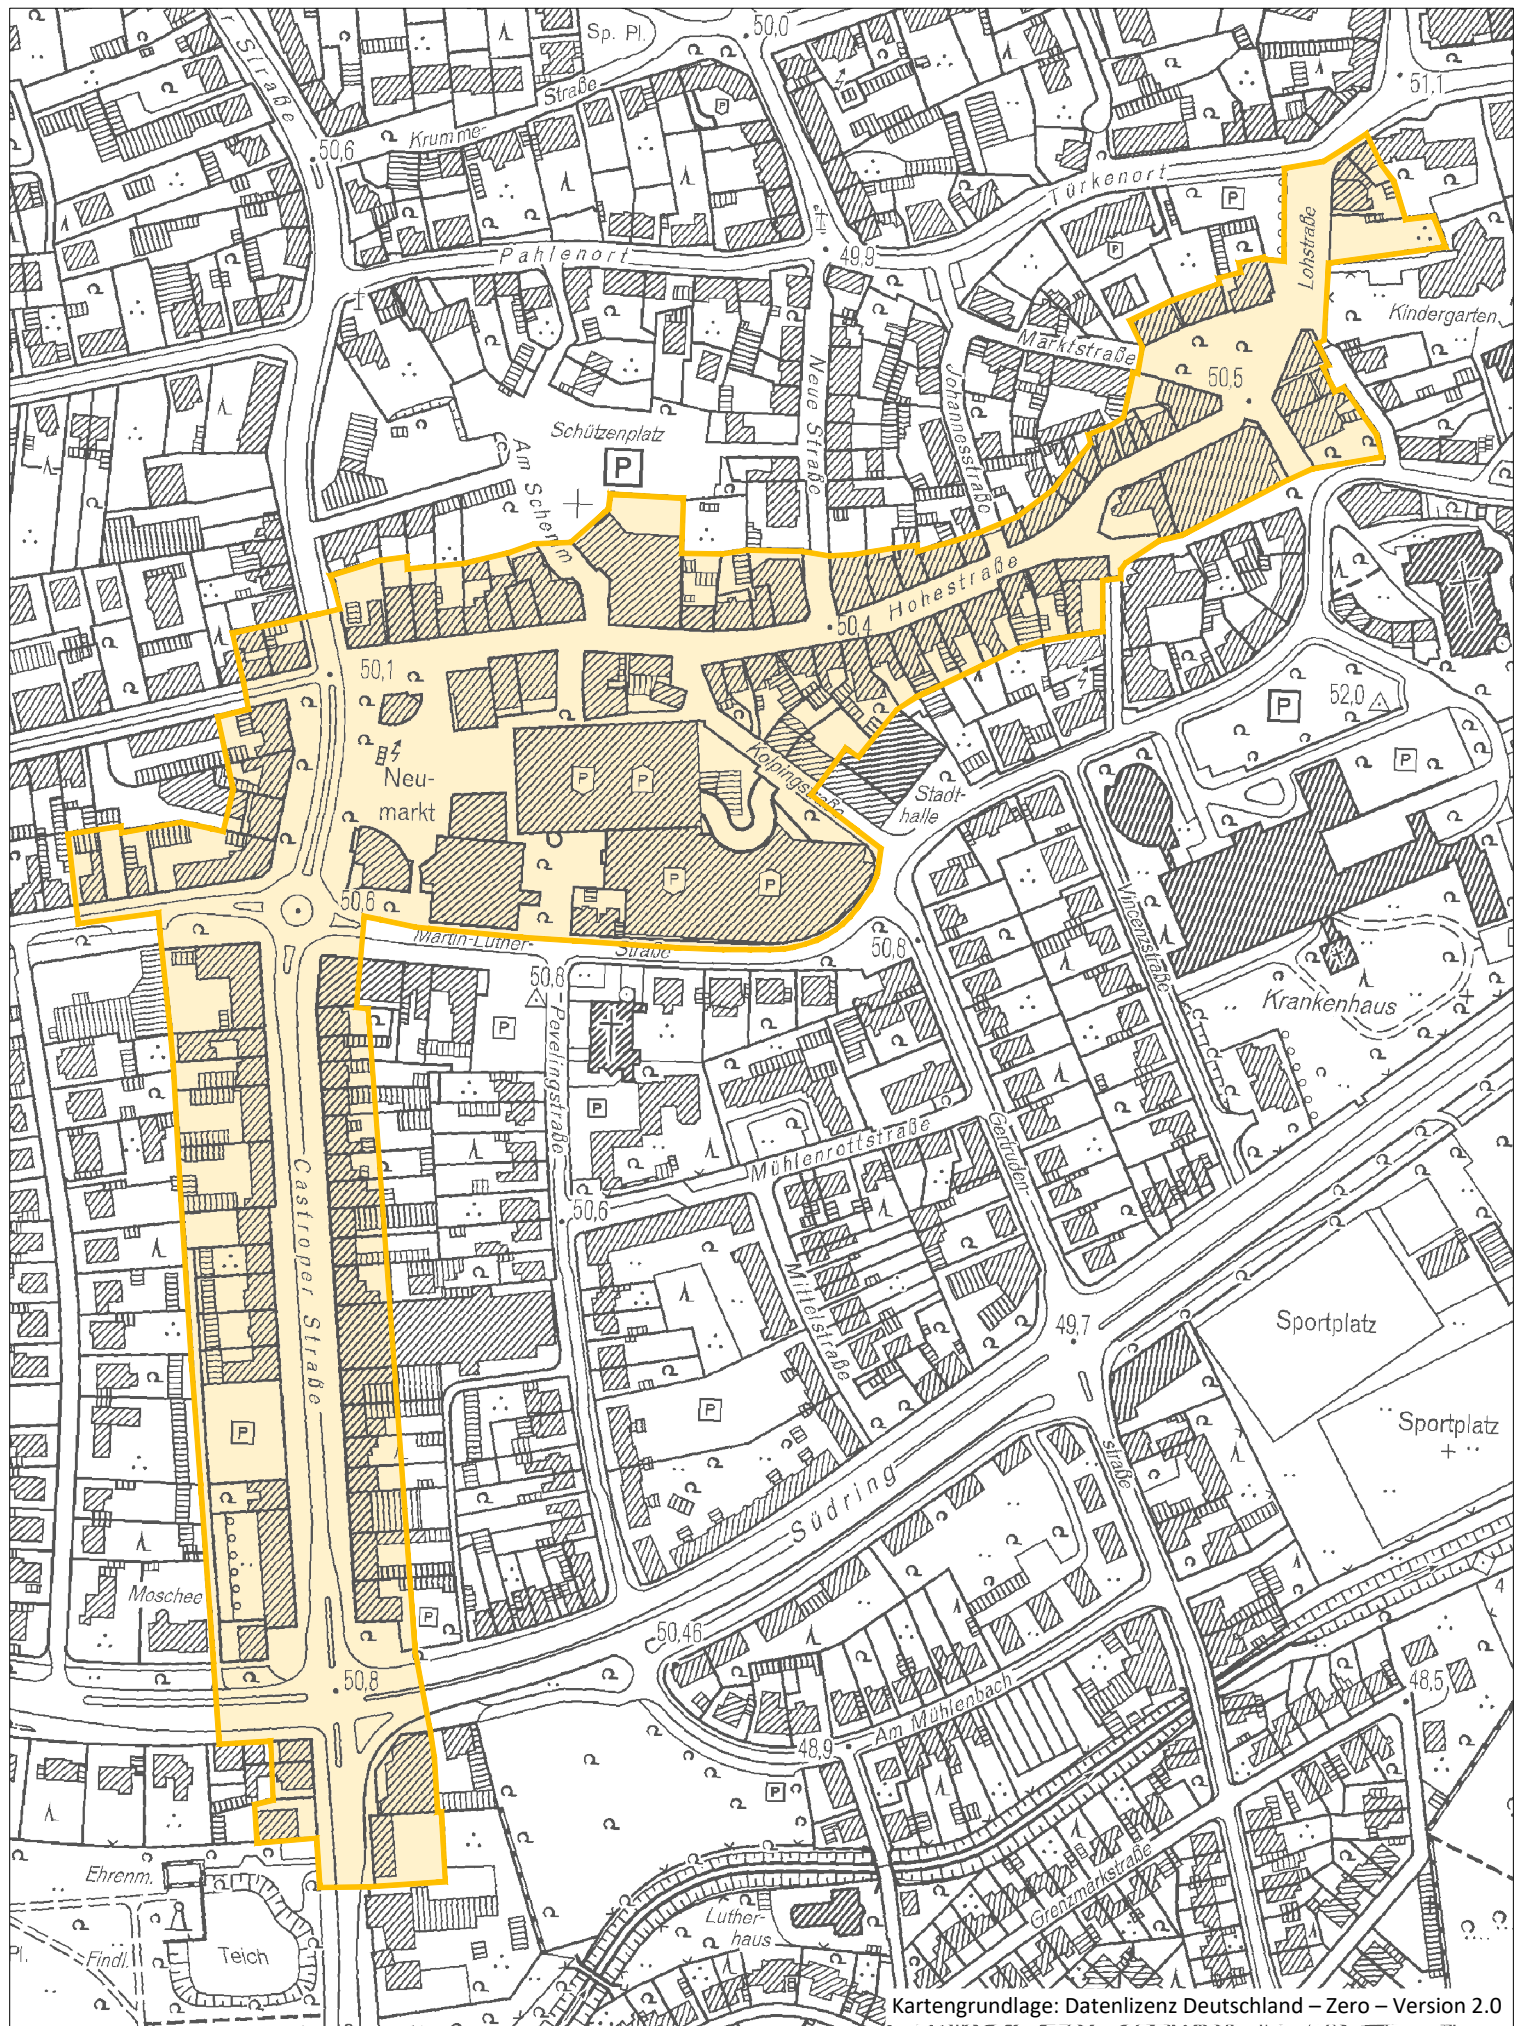 Sp. Pl.
50,0
51,1
Straße
Krumme-
Straße
50,6
Türkenort
P
P
P
Pahlenort
49,9
Lohstraße
Kindergarten
Marktstraße
50,5
Neue Straße
Johannesstraße
Schützenplatz
P
Am Scherum
Hohestraße
50,4
50,1
52,0
P
P
Neu-
markt
P
P
Kolpingstraße
Stadt-
halle
P
P
50,6
Martin-Luther-
Straße
50,8
Vincenzstraße
Krankenhaus
50,8
P
Pevelingstraße
P
Mühlenrottstraße
Gertruden-
straße
50,6
Castroper Straße
Mittelstraße
49,7
Sportplatz
Sportplatz
P
P
Südring
Moschee
P
50,46
50,8
Am Mühlenbach
48,5
48,9
P
4
Ehrenm.
Grenzmarkstraße
Luther-
haus
Pl.
Findl.
Teich
Kartengrundlage: Datenlizenz Deutschland – Zero – Version 2.0